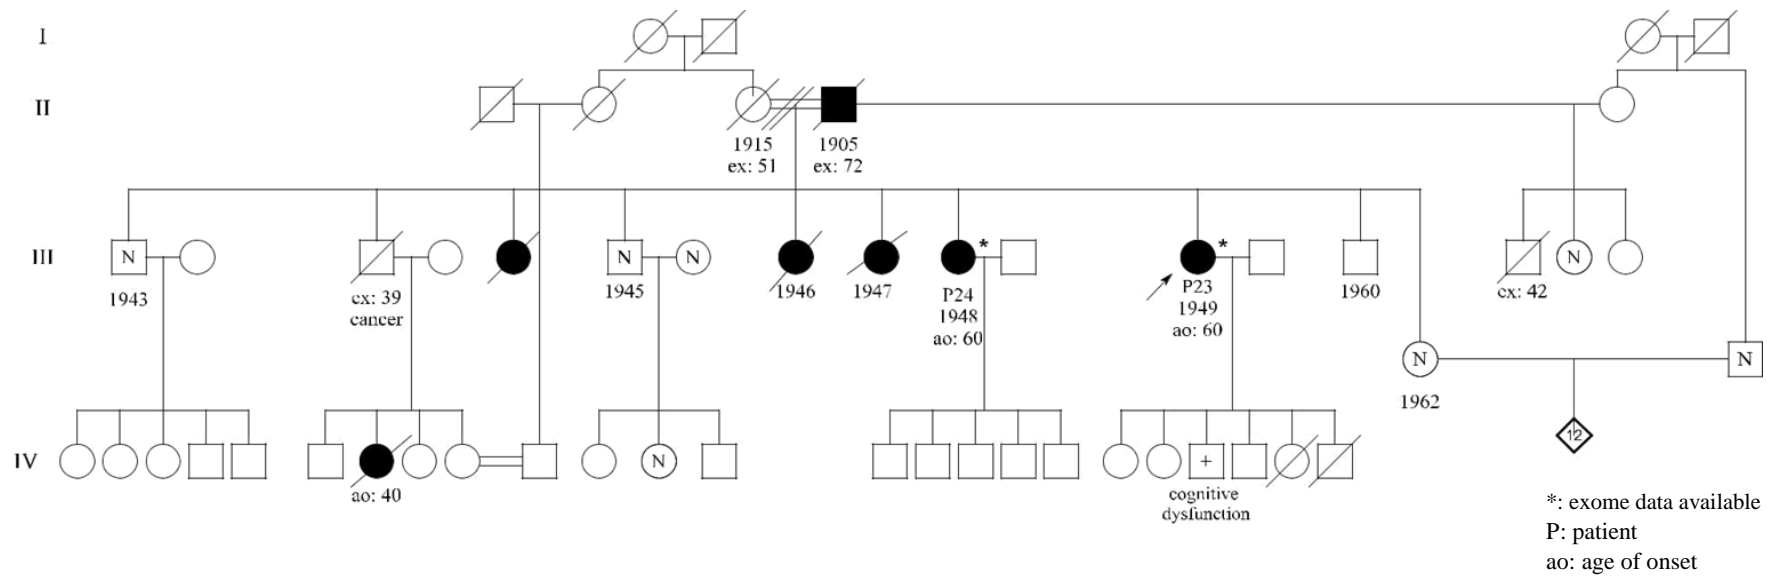 I
II
1915 1905
ex: 51 ex: 72
III
N N N * * N
1943 ex: 39 1945 1946 1947 P24 P23 1960 ex: 42
cancer 1948 1949
ao: 60 ao: 60
N N
1962
IV
N + 12
ao: 40 cognitive
dysfunction
*: exome data available
P: patient
ao: age of onset